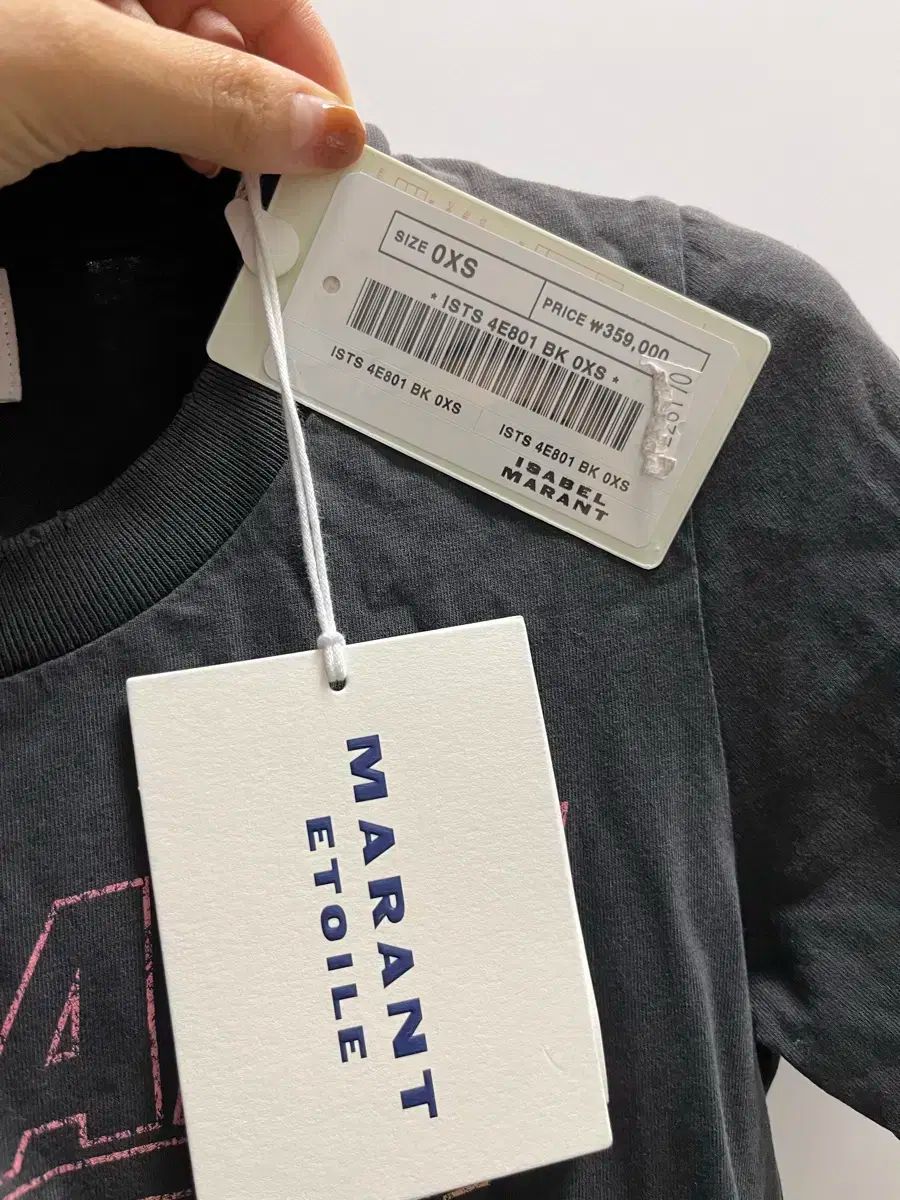 SIZE 0XS
PRICE ₩359,000
* ISTS 4E801 BK 0XS *
ISTS 4E801 BK 0XS
ISTS 4E801 BK 0XS
ISABEL
MARANT
MARANT
ETOILE